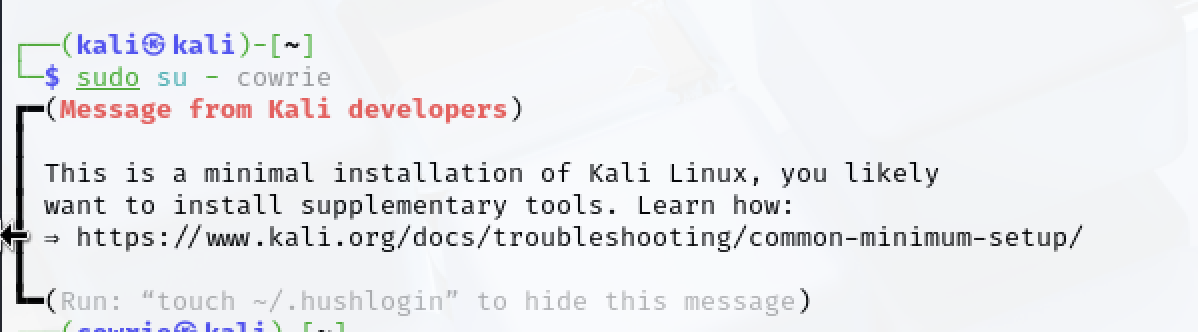 ┌──(kali㉿kali)-[~]
└─$ sudo su - cowrie
┏━(Message from Kali developers)
┃
┃ This is a minimal installation of Kali Linux, you likely
┃ want to install supplementary tools. Learn how:
┃ ⇒ https://www.kali.org/docs/troubleshooting/common-minimum-setup/
┃
┗━(Run: “touch ~/.hushlogin” to hide this message)
┌──(cowrie㉿kali)-[~]